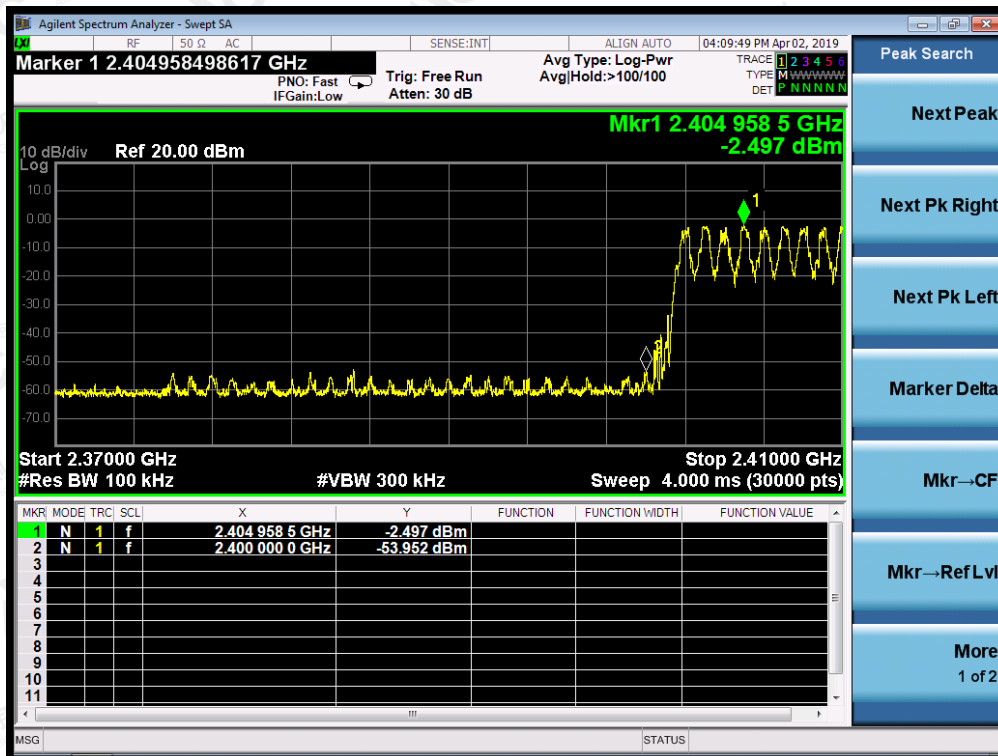 Agilent Spectrum Analyzer - Swept SA
LXI RF 50 Ω AC SENSE:INT ALIGN AUTO 04:09:49 PM Apr 02, 2019
Marker 1 2.404958498617 GHz
PNO: Fast
IFGain:Low
Trig: Free Run
Atten: 30 dB
Avg Type: Log-Pwr
Avg|Hold:>100/100
TRACE 1 2 3 4 5 6
TYPE M W W W W W
DET P N N N N N
Mkr1 2.404 958 5 GHz
-2.497 dBm
10 dB/div Ref 20.00 dBm
Log
10.0
0.00
-10.0
-20.0
-30.0
-40.0
-50.0
-60.0
-70.0
1
2
Start 2.37000 GHz Stop 2.41000 GHz
#Res BW 100 kHz #VBW 300 kHz Sweep 4.000 ms (30000 pts)
MKR MODE TRC SCL X Y FUNCTION FUNCTION WIDTH FUNCTION VALUE
1 N 1 f 2.404 958 5 GHz -2.497 dBm
2 N 1 f 2.400 000 0 GHz -53.952 dBm
3
4
5
6
7
8
9
10
11
MSG STATUS
Peak Search
Next Peak
Next Pk Right
Next Pk Left
Marker Delta
Mkr→CF
Mkr→Ref Lvl
More
1 of 2